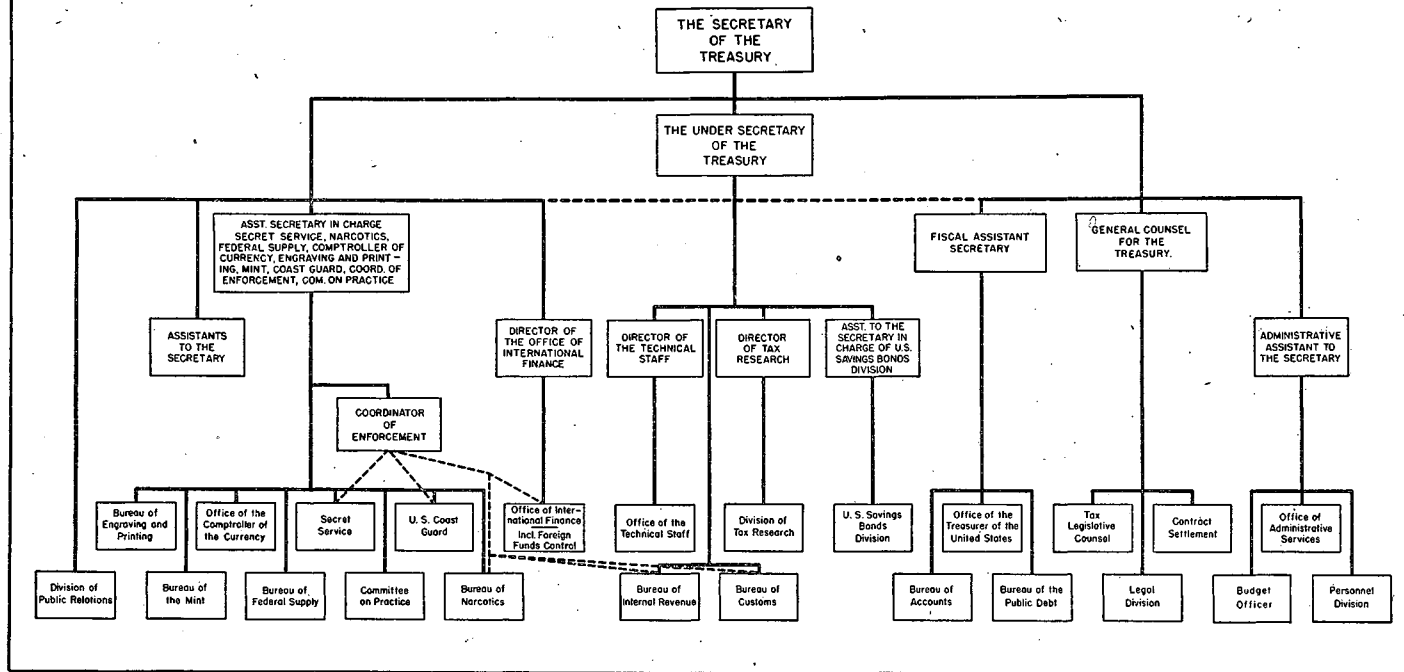 THE SECRETARY
OF THE
TREASURY
THE UNDER SECRETARY
OF THE
TREASURY
ASST. SECRETARY IN CHARGE
SECRET SERVICE, NARCOTICS,
FEDERAL SUPPLY, COMPTROLLER OF
CURRENCY, ENGRAVING AND PRINT –
ING, MINT, COAST GUARD, COORD. OF
ENFORCEMENT, COM. ON PRACTICE
FISCAL ASSISTANT
SECRETARY
GENERAL COUNSEL
FOR THE
TREASURY.
ASSISTANTS
TO THE
SECRETARY
DIRECTOR OF
THE OFFICE OF
INTERNATIONAL
FINANCE
DIRECTOR OF
THE TECHNICAL
STAFF
DIRECTOR
OF TAX
RESEARCH
ASST. TO THE
SECRETARY IN
CHARGE OF U.S.
SAVINGS BONDS
DIVISION
ADMINISTRATIVE
ASSISTANT TO
THE SECRETARY
COORDINATOR
OF
ENFORCEMENT
Bureau of
Engraving and
Printing
Office of the
Comptroller of
the Currency
Secret
Service
U. S. Coast
Guard
Office of Inter-
national Finance
Incl. Foreign
Funds Control
Office of the
Technical Staff
Division of
Tax Research
U. S. Savings
Bonds
Division
Office of the
Treasurer of the
United States
Tax
Legislative
Counsel
Contract
Settlement
Office of
Administrative
Services
Division of
Public Relations
Bureau of
the Mint
Bureau of
Federal Supply
Committee
on Practice
Bureau of
Narcotics
Bureau of
Internal Revenue
Bureau of
Customs
Bureau of
Accounts
Bureau of the
Public Debt
Legal
Division
Budget
Officer
Personnel
Division